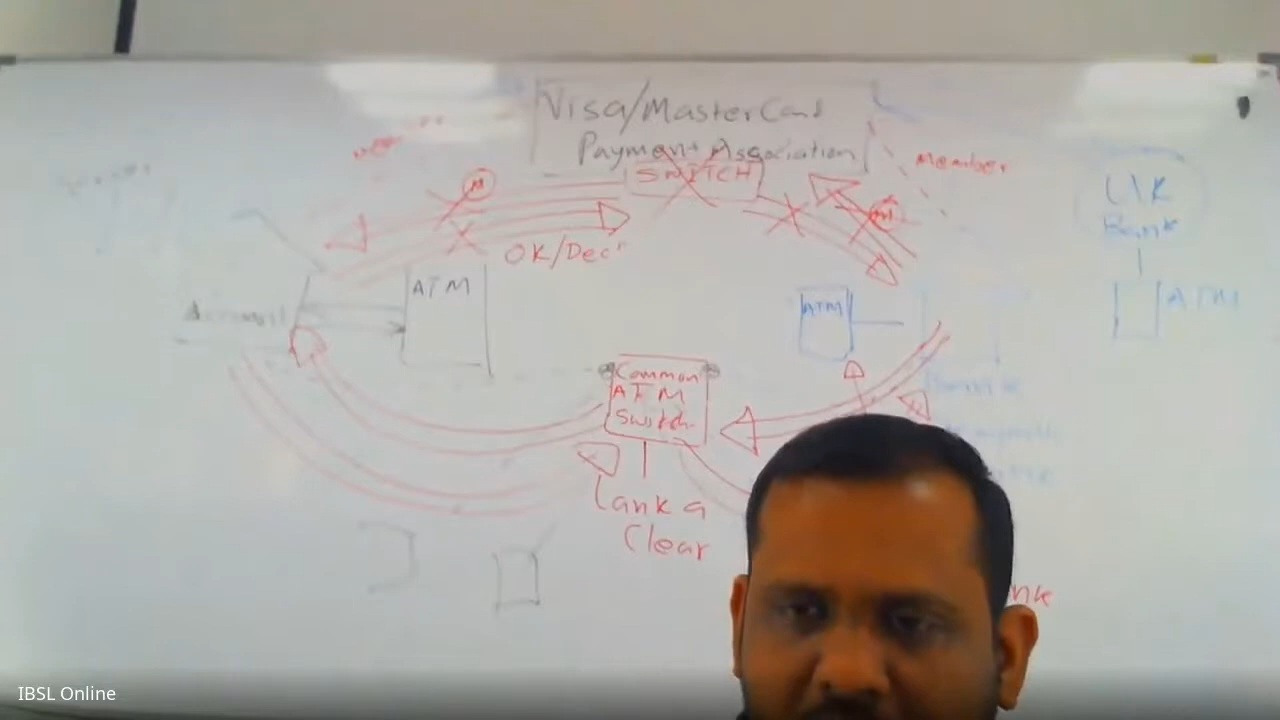 Visa/MasterCard
Payment Association
SWITCH
Member
M
M
OK/Dec"
UK
Bank
ATM
ATM
ATM
Account
Common
ATM
Switch
Lanka
Clear
IBSL Online